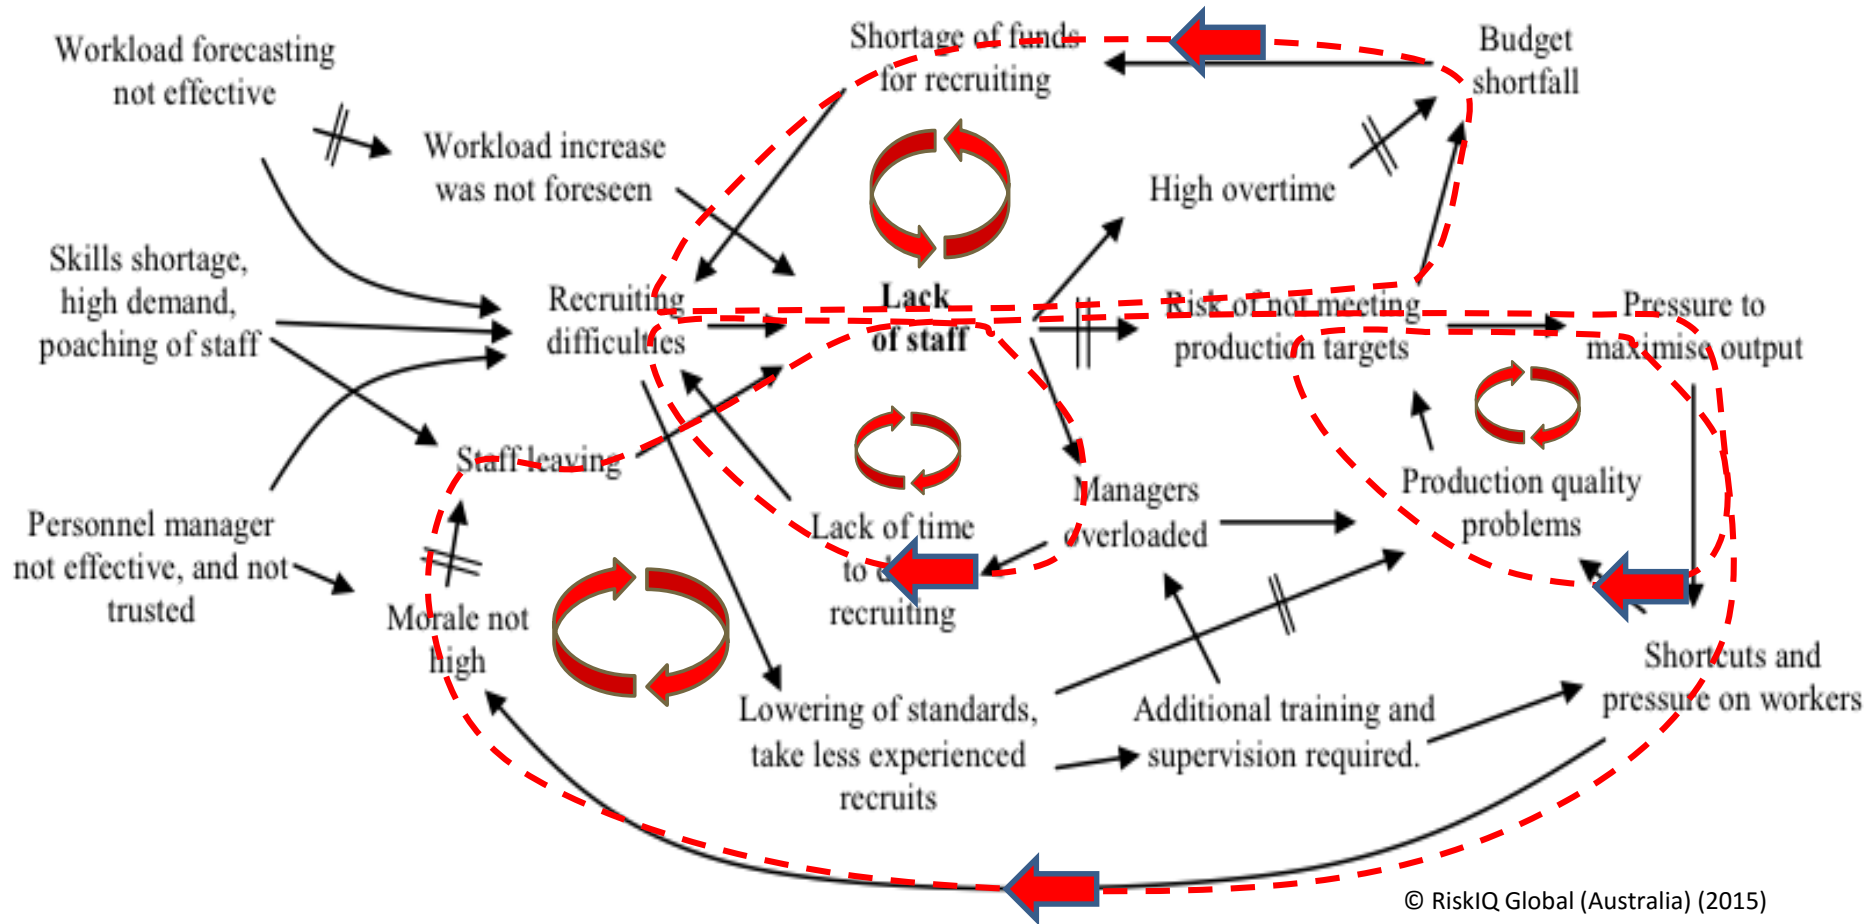 Workload forecasting
not effective
Shortage of funds
for recruiting
Budget
shortfall
Workload increase
was not foreseen
High overtime
Skills shortage,
high demand,
poaching of staff
Recruiting
difficulties
Lack
of staff
Risk of not meeting
production targets
Pressure to
maximise output
Staff leaving
Managers
overloaded
Production quality
problems
Personnel manager
not effective, and not
trusted
Lack of time
to
recruiting
Morale not
high
Shortcuts and
pressure on workers
Lowering of standards,
take less experienced
recruits
Additional training and
supervision required.
© RiskIQ Global (Australia) (2015)